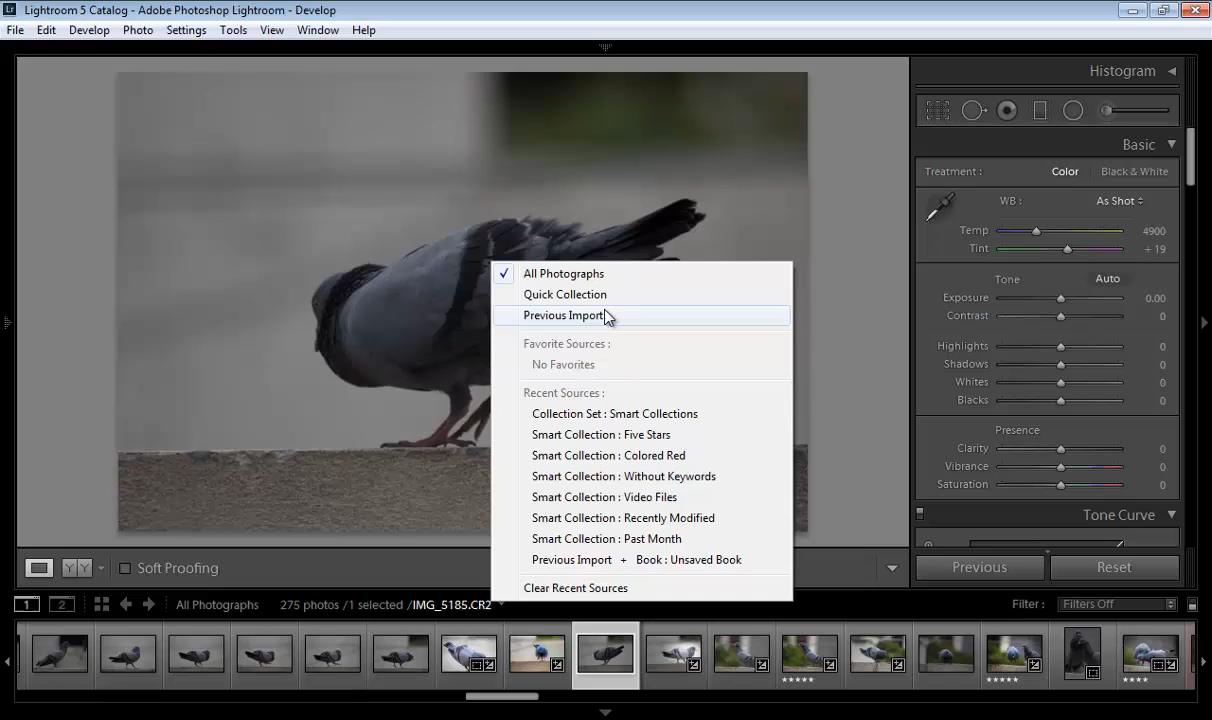 Lr Lightroom 5 Catalog - Adobe Photoshop Lightroom - Develop
File Edit Develop Photo Settings Tools View Window Help
Histogram
Basic
Treatment : Color Black & White
WB : As Shot
Temp 4900
Tint + 19
Tone Auto
Exposure 0.00
Contrast 0
Highlights 0
Shadows 0
Whites 0
Blacks 0
Presence
Clarity 0
Vibrance 0
Saturation 0
Tone Curve
Previous Reset
All Photographs
Quick Collection
Previous Import
Favorite Sources :
No Favorites
Recent Sources :
Collection Set : Smart Collections
Smart Collection : Five Stars
Smart Collection : Colored Red
Smart Collection : Without Keywords
Smart Collection : Video Files
Smart Collection : Recently Modified
Smart Collection : Past Month
Previous Import + Book : Unsaved Book
Clear Recent Sources
Y Y Soft Proofing
1 2 All Photographs 275 photos /1 selected /IMG_5185.CR2 Filter : Filters Off